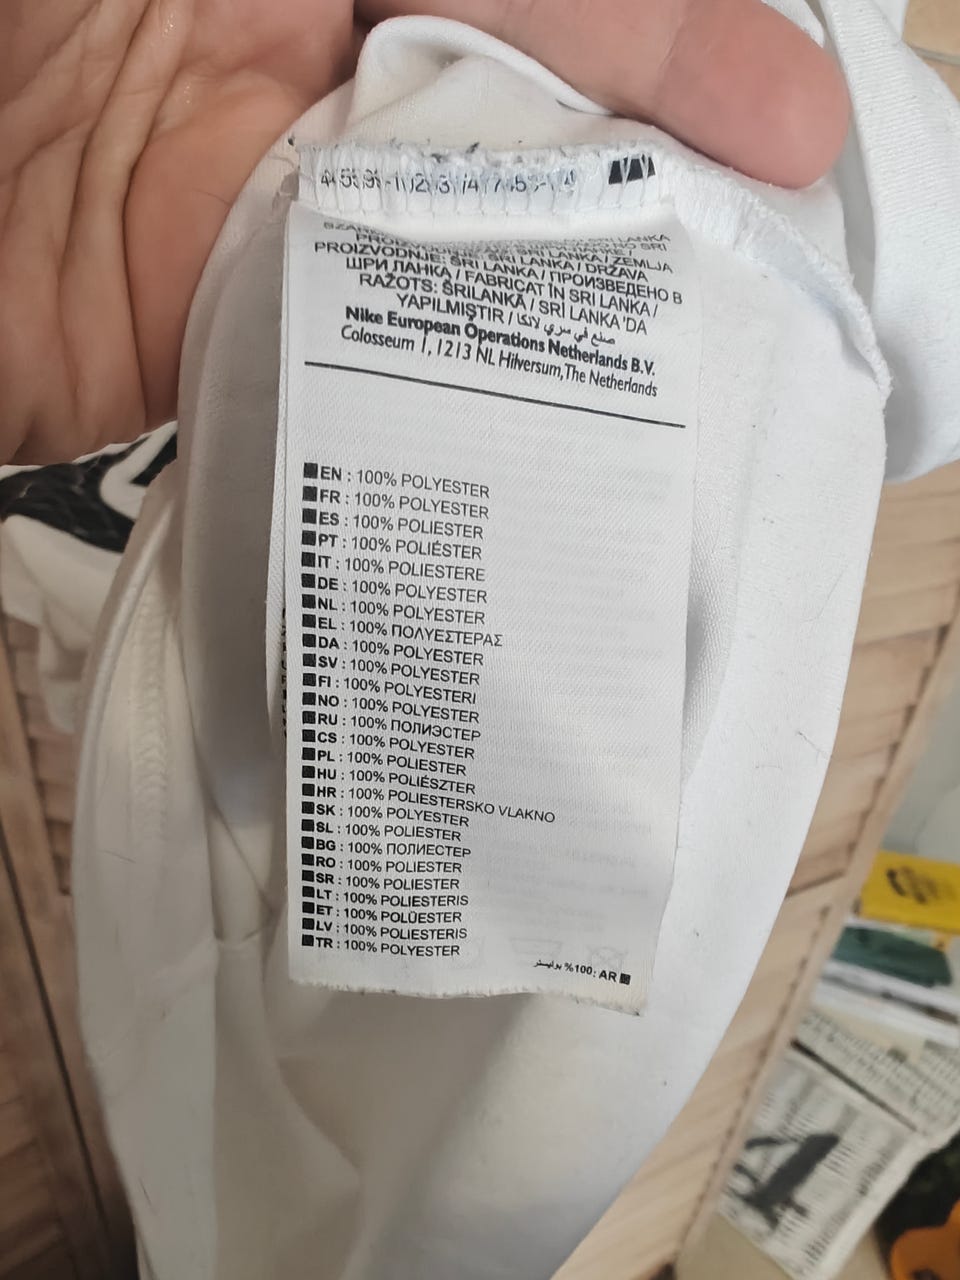 PROIZVODNJE: ŠRI LANKA / DRŽAVA
ШРИ ЛАНКА / FABRICAT ÎN SRI LANKA /
RAŽOTS: ŠRILANKĀ / SRİ LANKA 'DA
YAPILMIŞTIR / صنع في سري لانكا
Nike European Operations Netherlands B.V.
Colosseum 1, 1213 NL Hilversum, The Netherlands
EN : 100% POLYESTER
FR : 100% POLYESTER
ES : 100% POLIESTER
PT : 100% POLIÉSTER
IT : 100% POLIESTERE
DE : 100% POLYESTER
NL : 100% POLYESTER
EL : 100% ΠΟΛΥΕΣΤΕΡΑΣ
DA : 100% POLYESTER
SV : 100% POLYESTER
FI : 100% POLYESTERI
NO : 100% POLYESTER
RU : 100% ПОЛИЭСТЕР
CS : 100% POLYESTER
PL : 100% POLIESTER
HU : 100% POLIÉSZTER
HR : 100% POLIESTERSKO VLAKNO
SK : 100% POLYESTER
SL : 100% POLIESTER
BG : 100% ПОЛИЕСТЕР
RO : 100% POLIESTER
SR : 100% POLIESTER
LT : 100% POLIESTERIS
ET : 100% POLÜESTER
LV : 100% POLIESTERIS
TR : 100% POLYESTER
AR :100% بوليستر